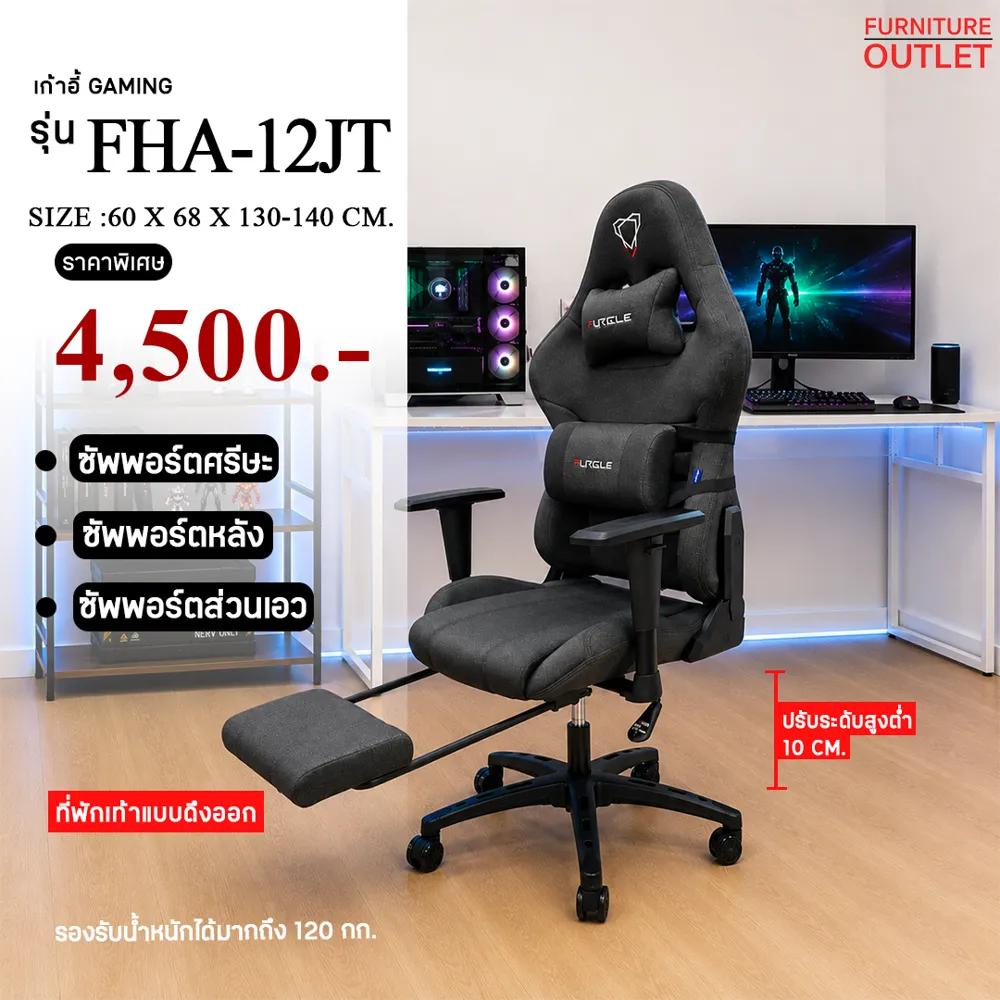 FURNITURE
OUTLET
เก้าอี้ GAMING
รุ่น FHA-12JT
SIZE :60 X 68 X 130-140 CM.
ราคาพิเศษ
4,500.-
ซัพพอร์ตศรีษะ
ซัพพอร์ตหลัง
ซัพพอร์ตส่วนเอว
FURGLE
FURGLE
NERV ONLY
ปรับระดับสูงต่ำ
10 CM.
ที่พักเท้าแบบดึงออก
รองรับน้ำหนักได้มากถึง 120 กก.